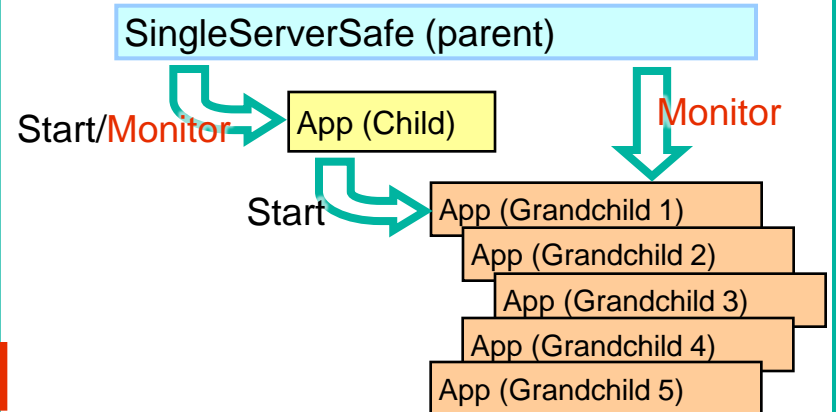 SingleServerSafe (parent)
Start/Monitor
App (Child)
Monitor
Start
App (Grandchild 1)
App (Grandchild 2)
App (Grandchild 3)
App (Grandchild 4)
App (Grandchild 5)